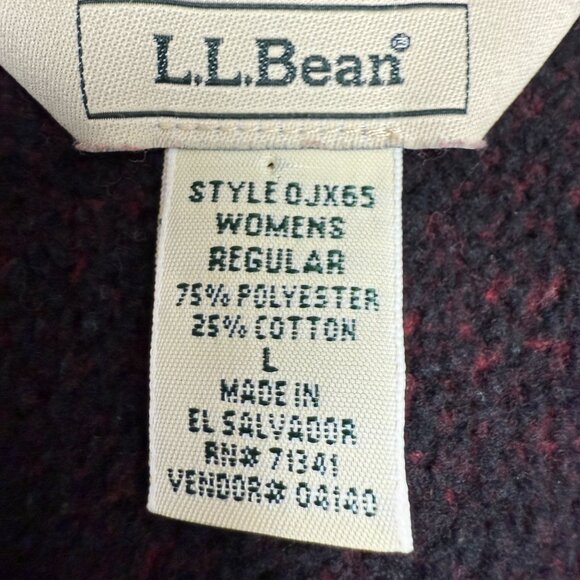 L.L.Bean®
STYLE 0JX65
WOMENS
REGULAR
75% POLYESTER
25% COTTON
L
MADE IN
EL SALVADOR
RN# 71341
VENDOR# 04140